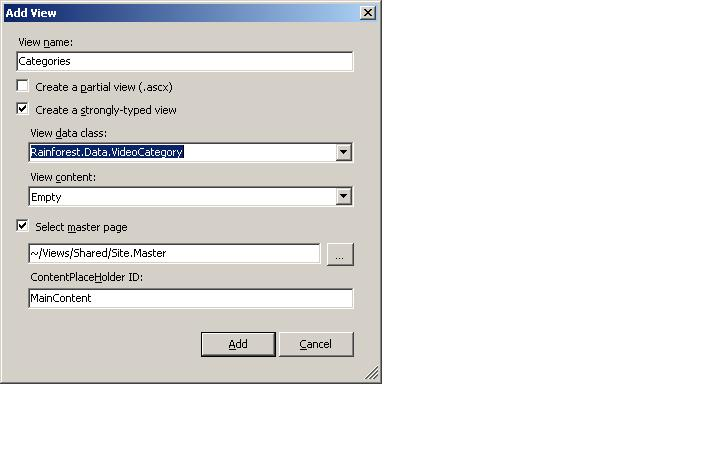 Add View
View name:
Categories
Create a partial view (.ascx)
Create a strongly-typed view
View data class:
Rainforest.Data.VideoCategory
View content:
Empty
Select master page
~/Views/Shared/Site.Master
...
ContentPlaceHolder ID:
MainContent
Add Cancel